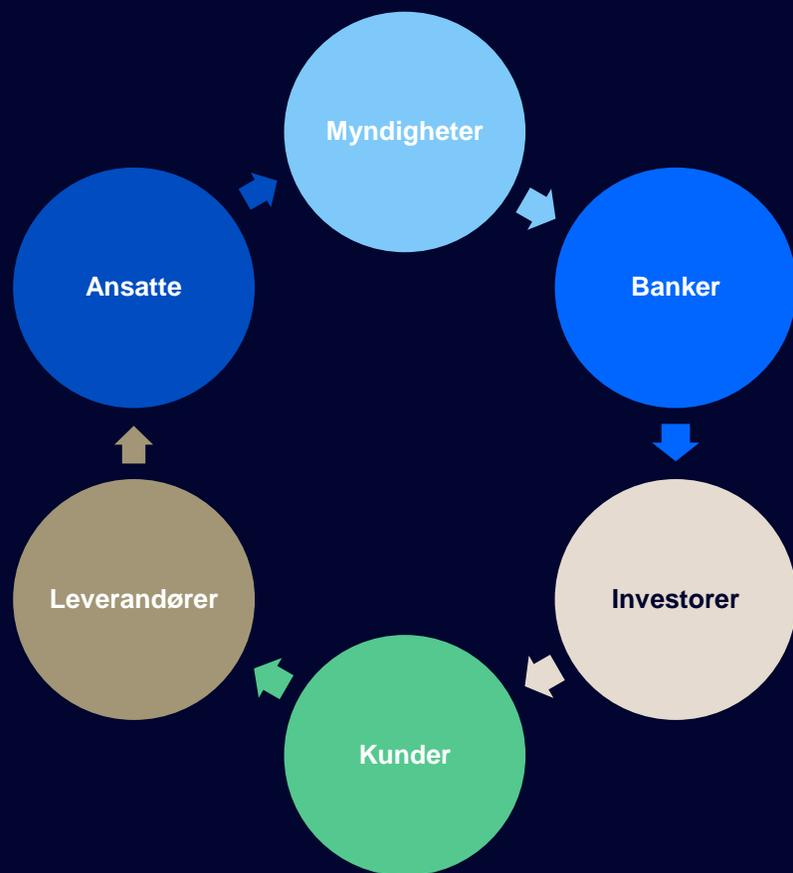 Myndigheter
Banker
Investorer
Kunder
Leverandører
Ansatte